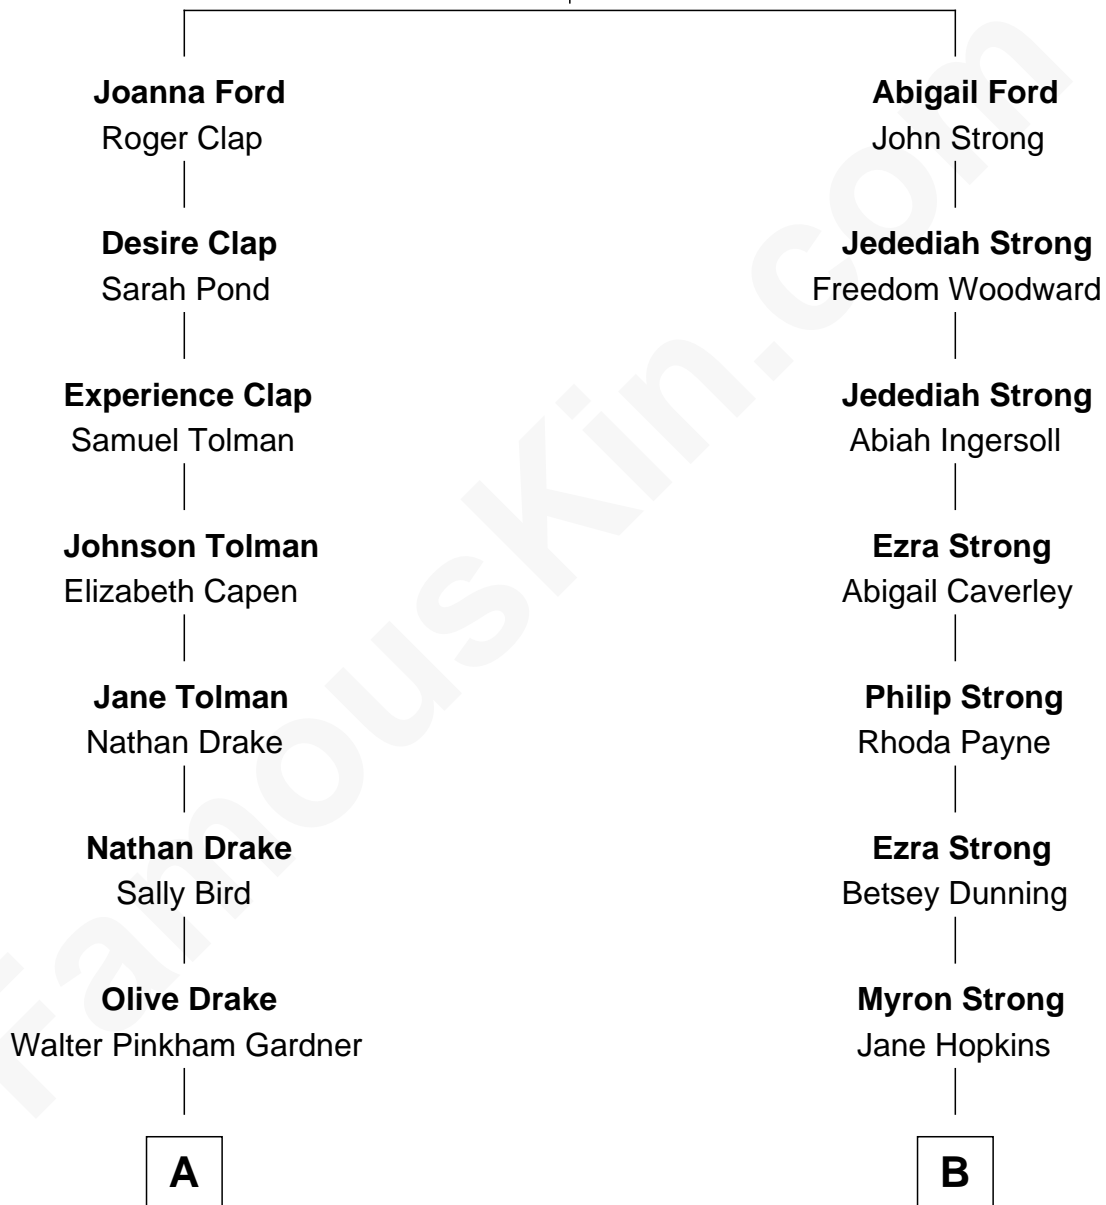 Joanna Ford
Roger Clap
Abigail Ford
John Strong
Desire Clap
Sarah Pond
Jedediah Strong
Freedom Woodward
Experience Clap
Samuel Tolman
Jedediah Strong
Abiah Ingersoll
Johnson Tolman
Elizabeth Capen
Ezra Strong
Abigail Caverley
Jane Tolman
Nathan Drake
Philip Strong
Rhoda Payne
Nathan Drake
Sally Bird
Ezra Strong
Betsey Dunning
Olive Drake
Walter Pinkham Gardner
Myron Strong
Jane Hopkins
A
B
FamousKin.com